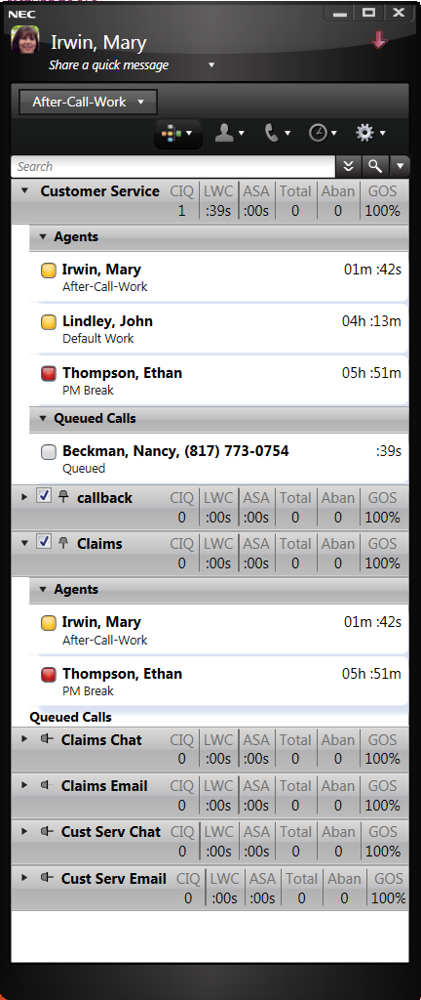 NEC
Irwin, Mary
Share a quick message
After-Call-Work
Search
Customer Service CIQ LWC ASA Total Aban GOS
1 :39s :00s 0 0 100%
Agents
Irwin, Mary 01m :42s
After-Call-Work
Lindley, John 04h :13m
Default Work
Thompson, Ethan 05h :51m
PM Break
Queued Calls
Beckman, Nancy, (817) 773-0754 :39s
Queued
callback CIQ LWC ASA Total Aban GOS
0 :00s :00s 0 0 100%
Claims CIQ LWC ASA Total Aban GOS
0 :00s :00s 0 0 100%
Agents
Irwin, Mary 01m :42s
After-Call-Work
Thompson, Ethan 05h :51m
PM Break
Queued Calls
Claims Chat CIQ LWC ASA Total Aban GOS
0 :00s :00s 0 0 100%
Claims Email CIQ LWC ASA Total Aban GOS
0 :00s :00s 0 0 100%
Cust Serv Chat CIQ LWC ASA Total Aban GOS
0 :00s :00s 0 0 100%
Cust Serv Email CIQ LWC ASA Total Aban GOS
0 :00s :00s 0 0 100%